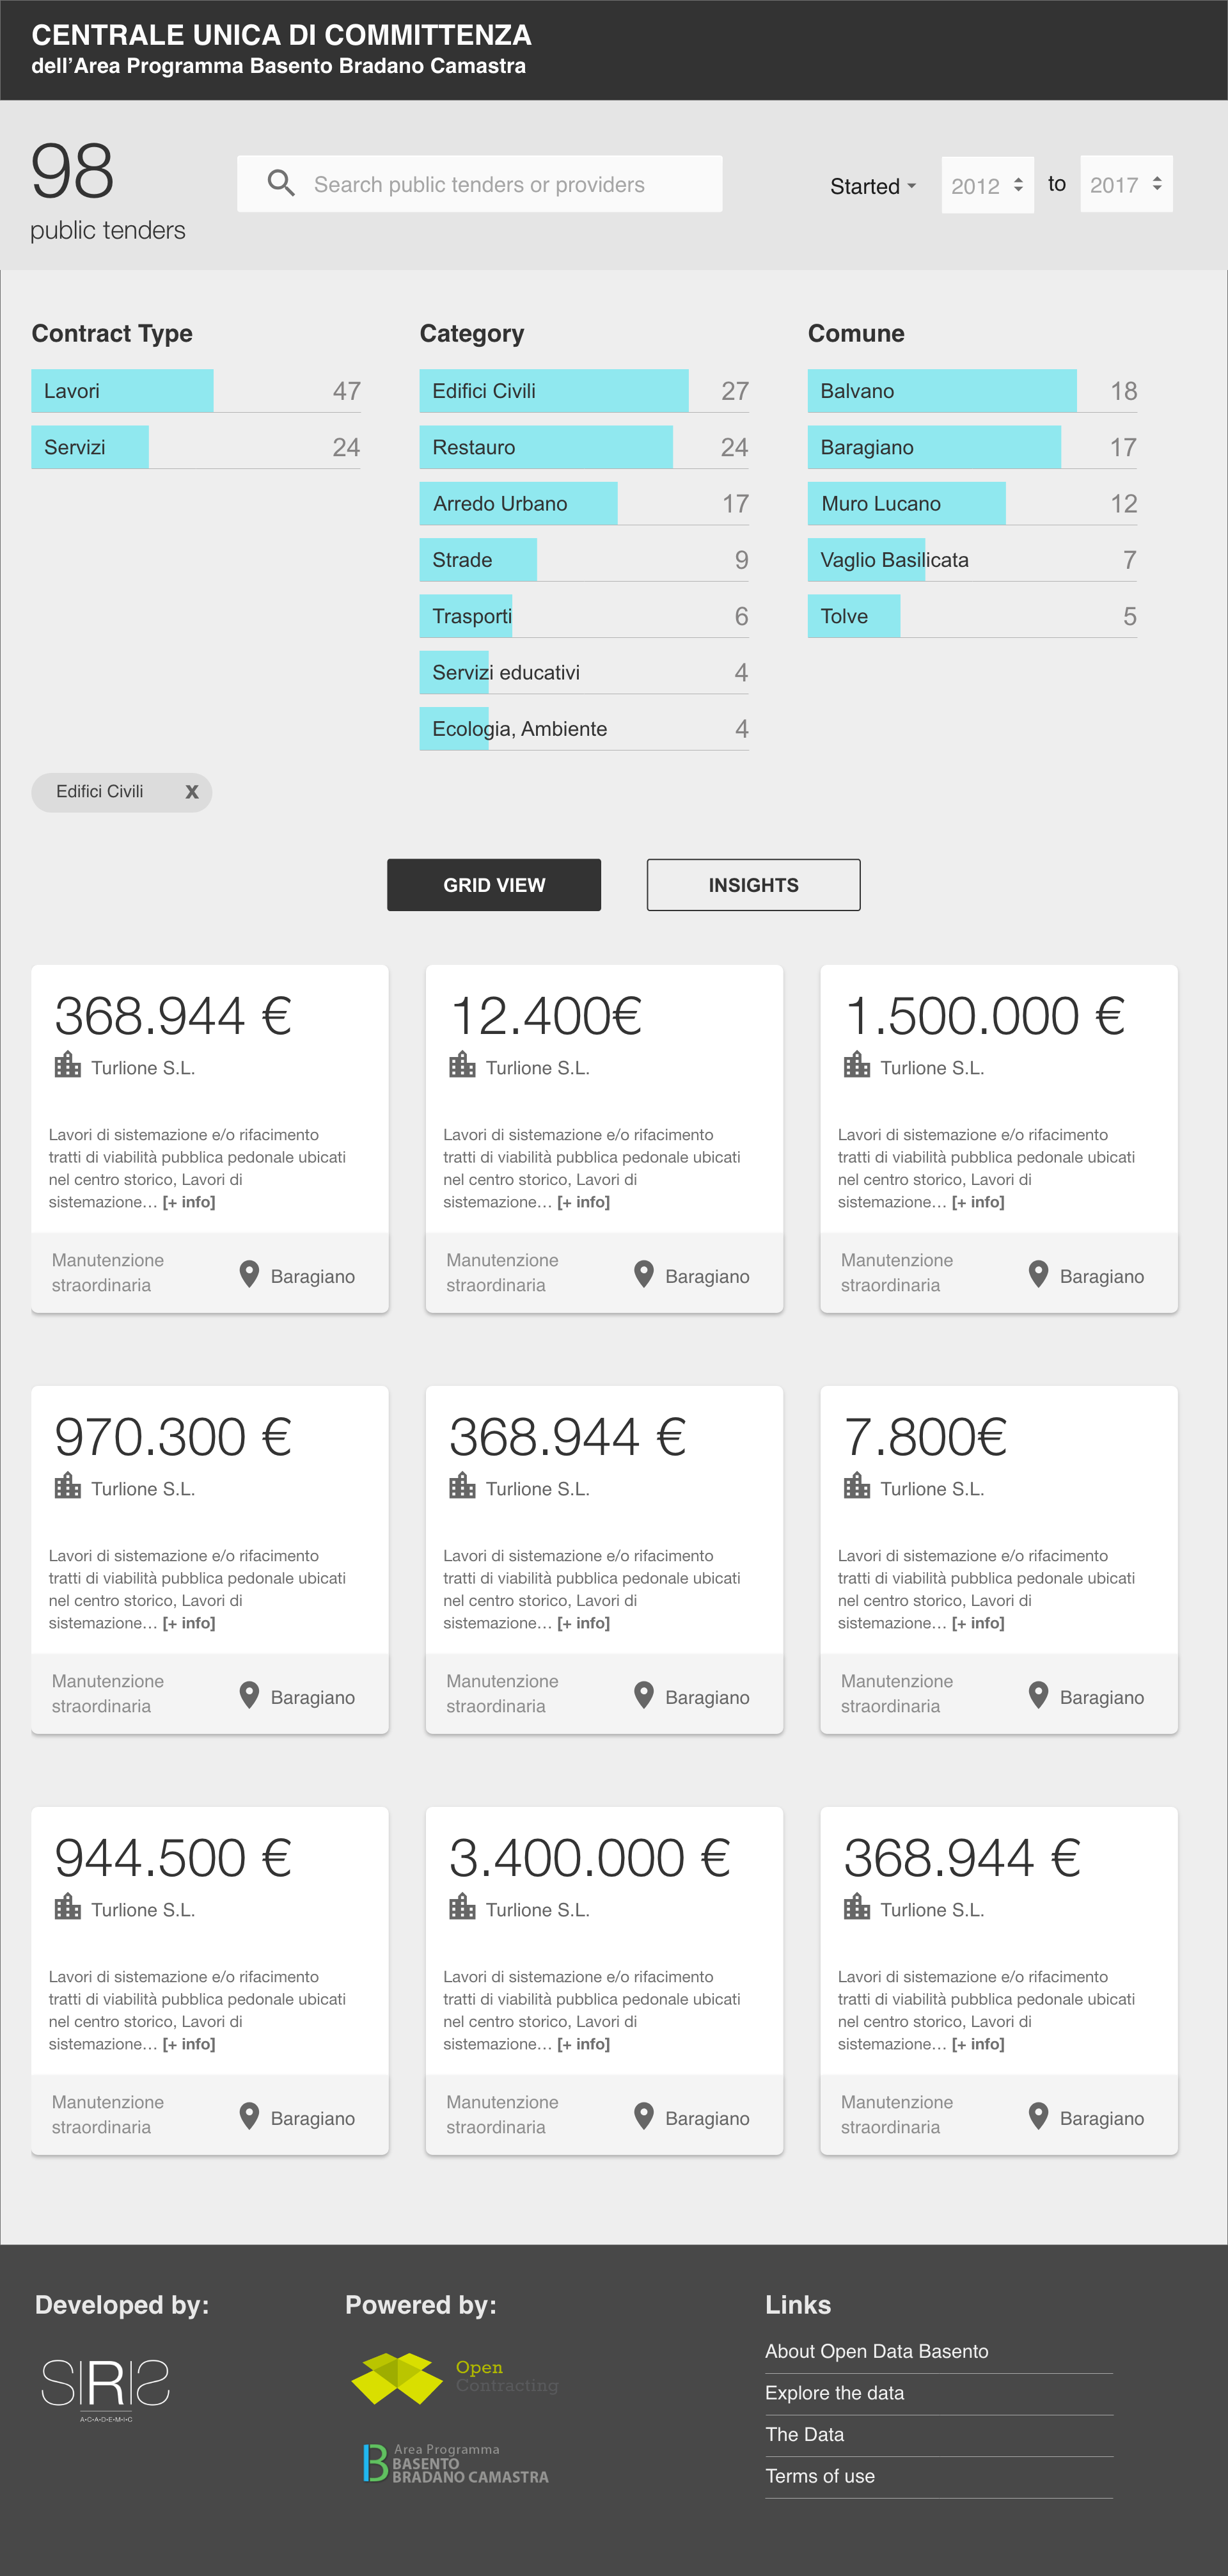 CENTRALE UNICA DI COMMITTENZA
dell’Area Programma Basento Bradano Camastra
98
public tenders
Search public tenders or providers
Started
2012
to
2017
Contract Type
Lavori 47
Servizi 24
Category
Edifici Civili 27
Restauro 24
Arredo Urbano 17
Strade 9
Trasporti 6
Servizi educativi 4
Ecologia, Ambiente 4
Comune
Balvano 18
Baragiano 17
Muro Lucano 12
Vaglio Basilicata 7
Tolve 5
Edifici Civili X
GRID VIEW
INSIGHTS
368.944 €
Turlione S.L.
Lavori di sistemazione e/o rifacimento
tratti di viabilità pubblica pedonale ubicati
nel centro storico, Lavori di
sistemazione… [+ info]
Manutenzione
straordinaria
Baragiano
12.400€
Turlione S.L.
Lavori di sistemazione e/o rifacimento
tratti di viabilità pubblica pedonale ubicati
nel centro storico, Lavori di
sistemazione… [+ info]
Manutenzione
straordinaria
Baragiano
1.500.000 €
Turlione S.L.
Lavori di sistemazione e/o rifacimento
tratti di viabilità pubblica pedonale ubicati
nel centro storico, Lavori di
sistemazione… [+ info]
Manutenzione
straordinaria
Baragiano
970.300 €
Turlione S.L.
Lavori di sistemazione e/o rifacimento
tratti di viabilità pubblica pedonale ubicati
nel centro storico, Lavori di
sistemazione… [+ info]
Manutenzione
straordinaria
Baragiano
368.944 €
Turlione S.L.
Lavori di sistemazione e/o rifacimento
tratti di viabilità pubblica pedonale ubicati
nel centro storico, Lavori di
sistemazione… [+ info]
Manutenzione
straordinaria
Baragiano
7.800€
Turlione S.L.
Lavori di sistemazione e/o rifacimento
tratti di viabilità pubblica pedonale ubicati
nel centro storico, Lavori di
sistemazione… [+ info]
Manutenzione
straordinaria
Baragiano
944.500 €
Turlione S.L.
Lavori di sistemazione e/o rifacimento
tratti di viabilità pubblica pedonale ubicati
nel centro storico, Lavori di
sistemazione… [+ info]
Manutenzione
straordinaria
Baragiano
3.400.000 €
Turlione S.L.
Lavori di sistemazione e/o rifacimento
tratti di viabilità pubblica pedonale ubicati
nel centro storico, Lavori di
sistemazione… [+ info]
Manutenzione
straordinaria
Baragiano
368.944 €
Turlione S.L.
Lavori di sistemazione e/o rifacimento
tratti di viabilità pubblica pedonale ubicati
nel centro storico, Lavori di
sistemazione… [+ info]
Manutenzione
straordinaria
Baragiano
Developed by:
SIRIS
A•C•A•D•E•M•I•C
Powered by:
Open
Contracting
B
Area Programma
BASENTO
BRADANO CAMASTRA
Links
About Open Data Basento
Explore the data
The Data
Terms of use